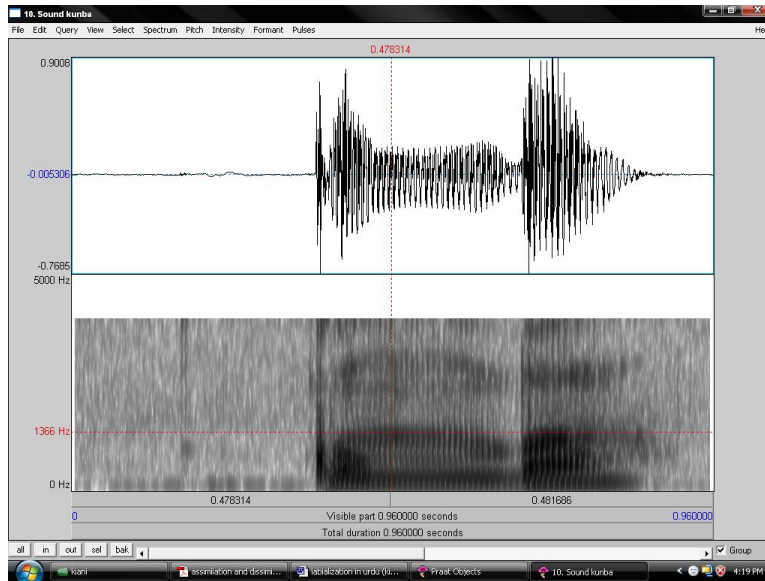 10. Sound kunba
File Edit Query View Select Spectrum Pitch Intensity Formant Pulses He
0.478314
0.9008
-0.005306
-0.7685
5000 Hz
1366 Hz
0 Hz
0.478314 0.481686
0 Visible part 0.960000 seconds 0.960000
Total duration 0.960000 seconds
all in out sel bak Group
kiani assimilation and dissimi... labialization in urdu (ki... Praat Objects 10. Sound kunba 4:19 PM